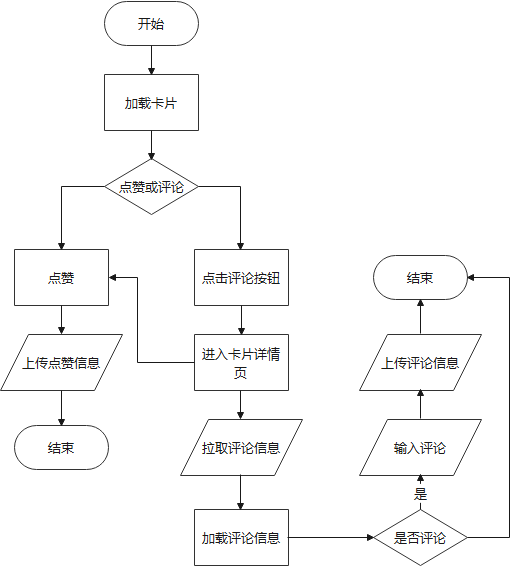 开始
加载卡片
点赞或评论
点赞
点击评论按钮
结束
上传点赞信息
进入卡片详情
页
上传评论信息
结束
拉取评论信息
输入评论
是
加载评论信息
是否评论